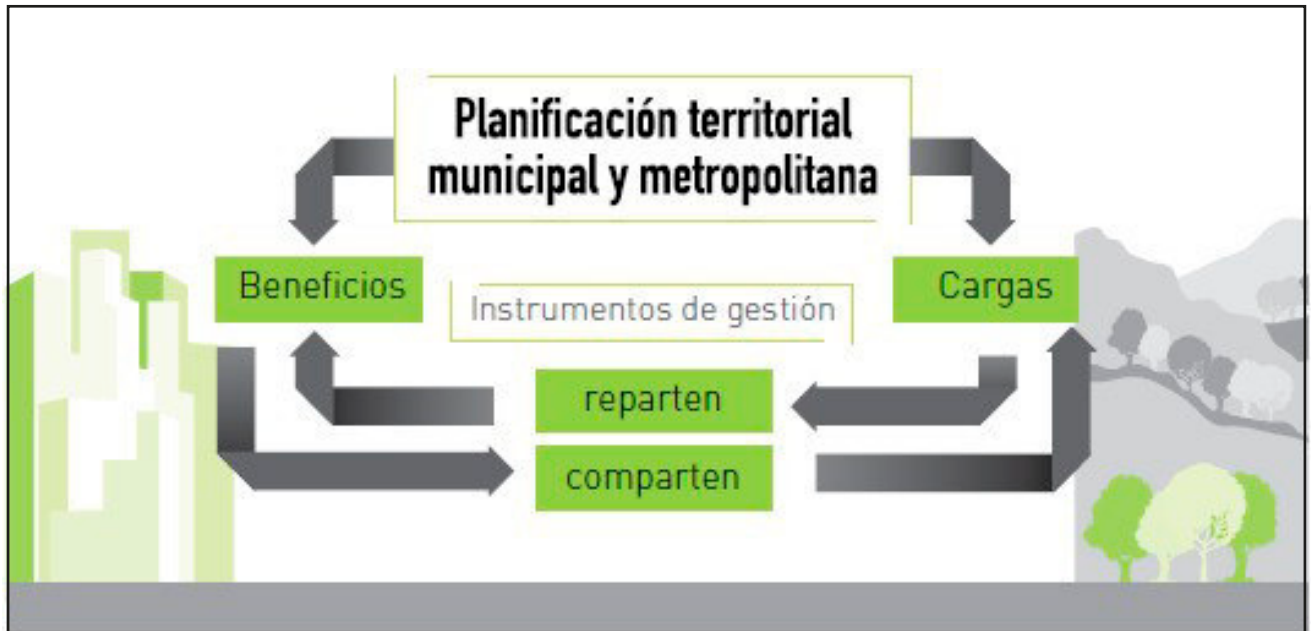 Planificación territorial
municipal y metropolitana
Beneficios
Cargas
Instrumentos de gestión
reparten
comparten